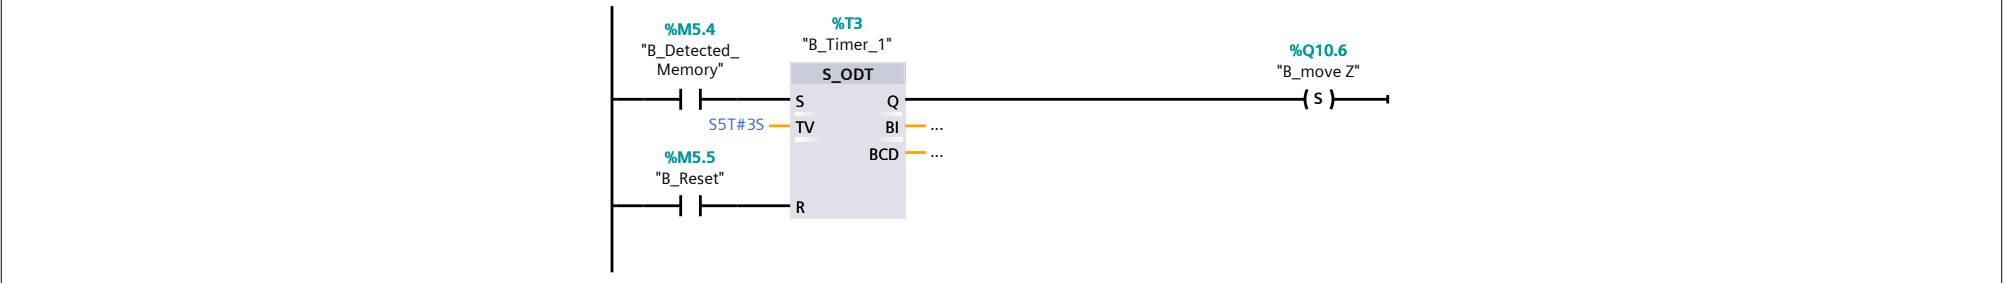 %M5.4
"B_Detected_
Memory"
%T3
"B_Timer_1"
S_ODT
%Q10.6
"B_move Z"
S Q
( S )
S5T#3S TV BI ...
BCD ...
%M5.5
"B_Reset"
R